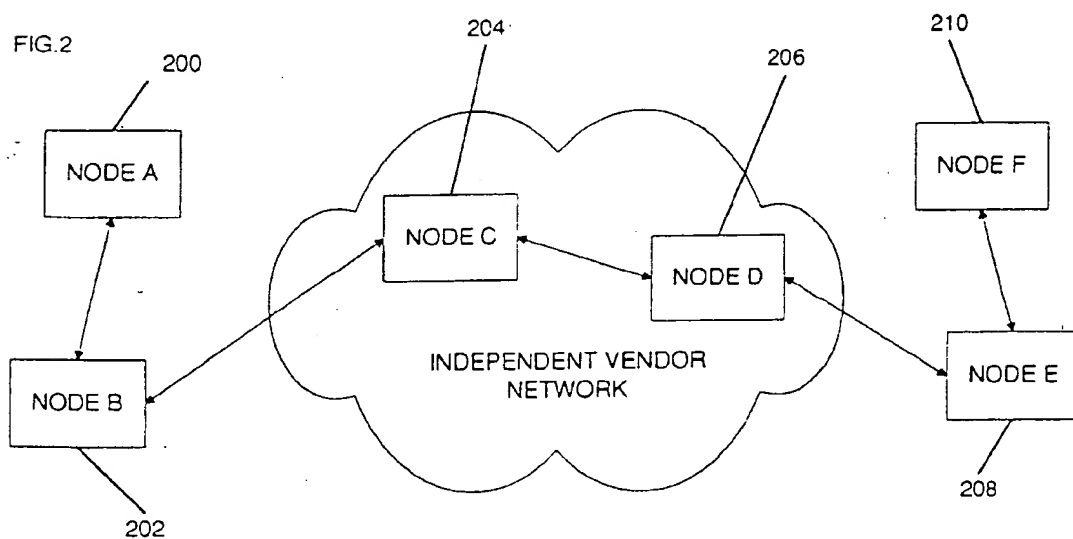 FIG.2
200
204
206
210
NODE A
NODE C
NODE D
NODE F
NODE B
INDEPENDENT VENDOR
NETWORK
NODE E
202
208